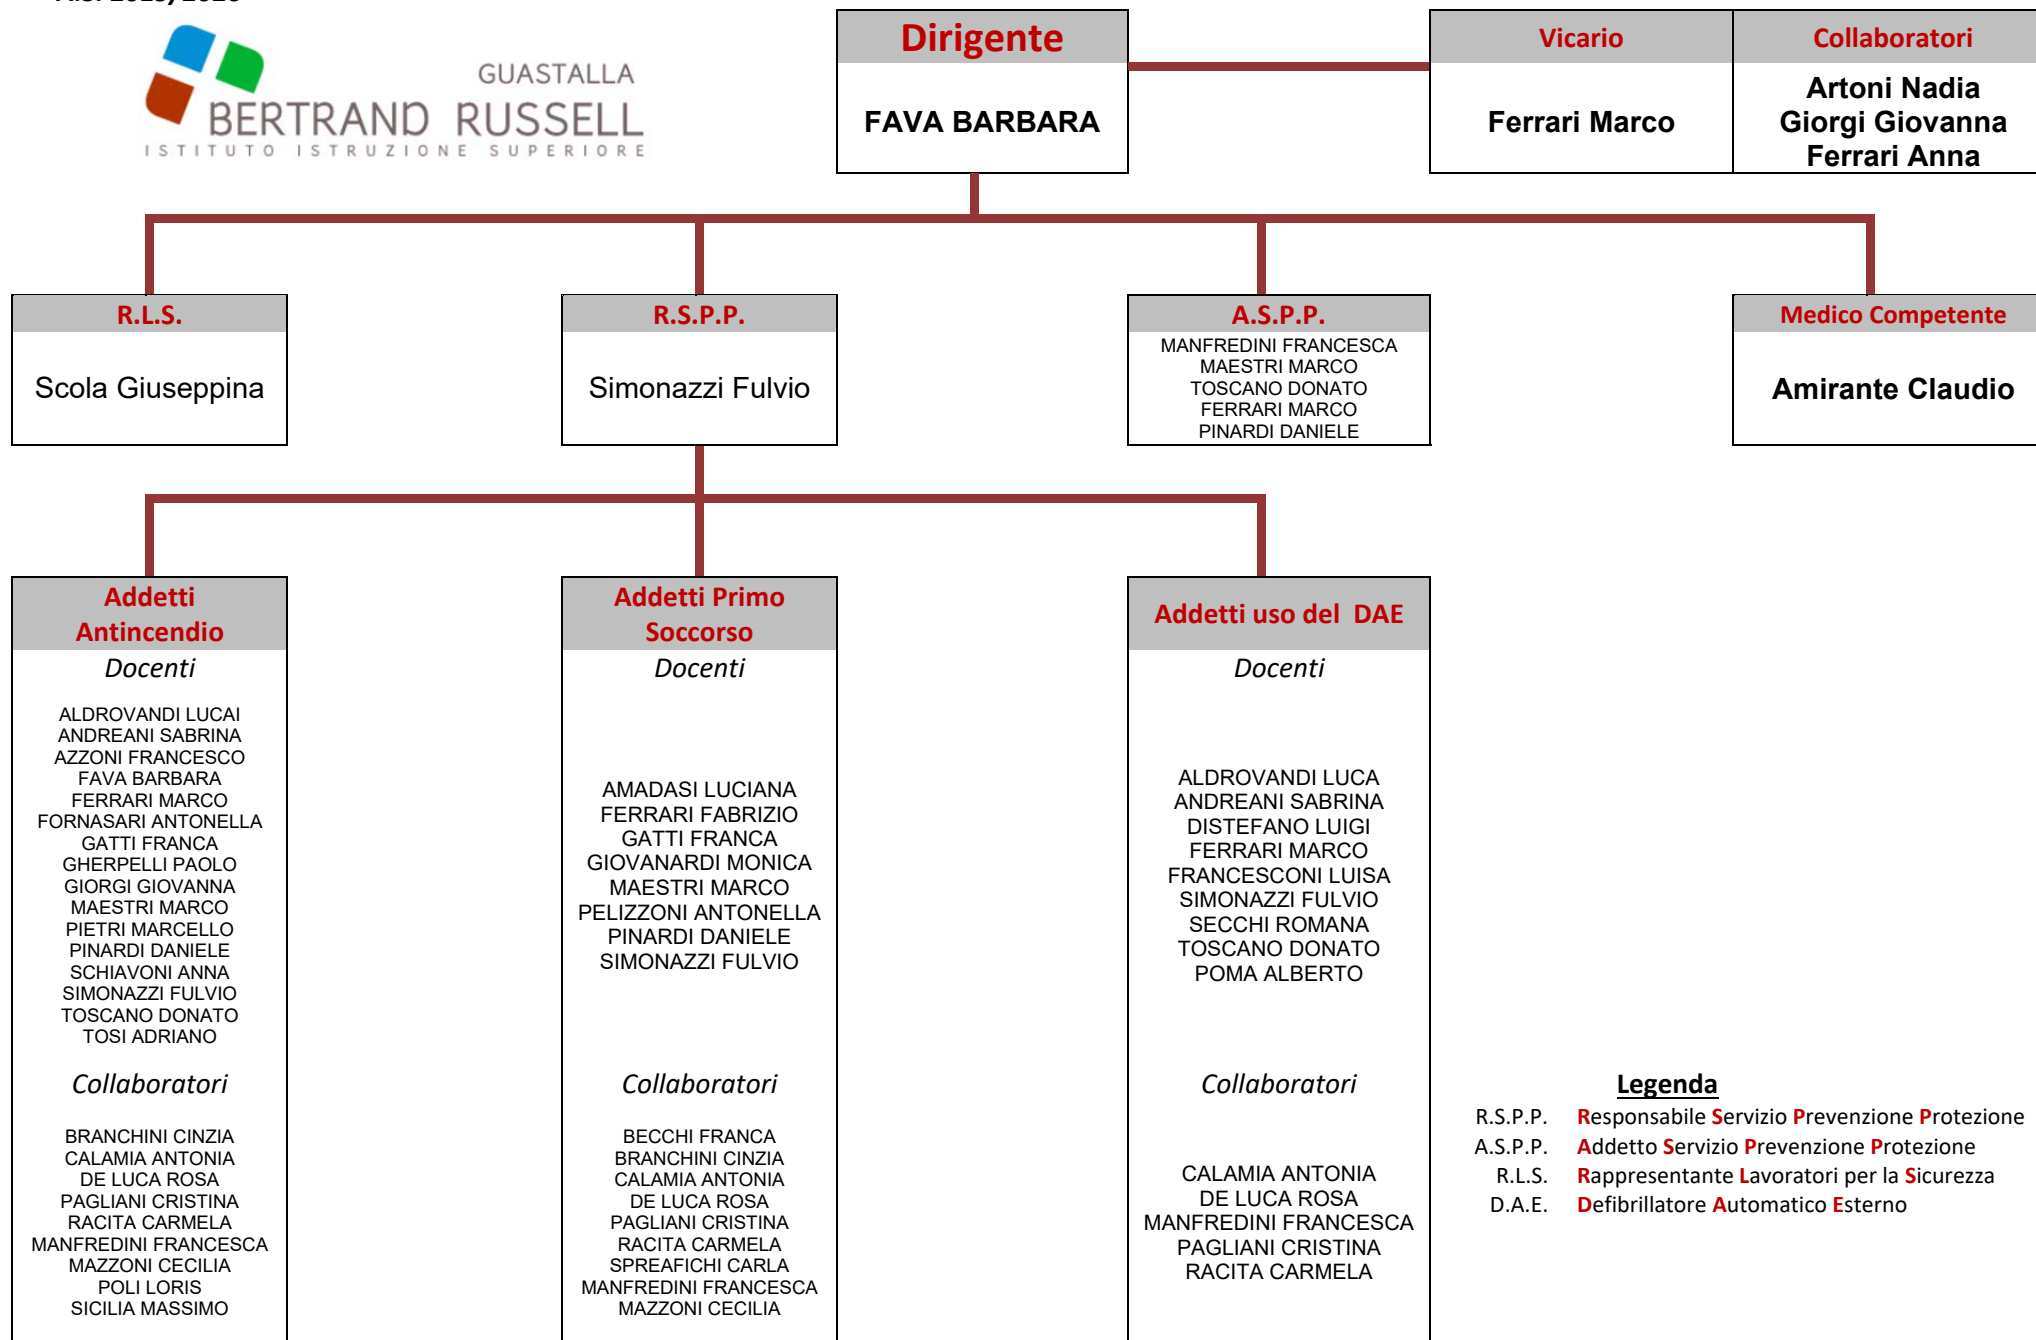 GUASTALLA
BERTRAND RUSSELL
ISTITUTO ISTRUZIONE SUPERIORE
Dirigente
FAVA BARBARA
Vicario
Ferrari Marco
Collaboratori
Artoni Nadia
Giorgi Giovanna
Ferrari Anna
R.L.S.
Scola Giuseppina
R.S.P.P.
Simonazzi Fulvio
A.S.P.P.
MANFREDINI FRANCESCA
MAESTRI MARCO
TOSCANO DONATO
FERRARI MARCO
PINARDI DANIELE
Medico Competente
Amirante Claudio
Addetti
Antincendio
Docenti
ALDROVANDI LUCAI
ANDREANI SABRINA
AZZONI FRANCESCO
FAVA BARBARA
FERRARI MARCO
FORNASARI ANTONELLA
GATTI FRANCA
GHERPELLI PAOLO
GIORGI GIOVANNA
MAESTRI MARCO
PIETRI MARCELLO
PINARDI DANIELE
SCHIAVONI ANNA
SIMONAZZI FULVIO
TOSCANO DONATO
TOSI ADRIANO
Collaboratori
BRANCHINI CINZIA
CALAMIA ANTONIA
DE LUCA ROSA
PAGLIANI CRISTINA
RACITA CARMELA
MANFREDINI FRANCESCA
MAZZONI CECILIA
POLI LORIS
SICILIA MASSIMO
Addetti Primo
Soccorso
Docenti
AMADASI LUCIANA
FERRARI FABRIZIO
GATTI FRANCA
GIOVANARDI MONICA
MAESTRI MARCO
PELIZZONI ANTONELLA
PINARDI DANIELE
SIMONAZZI FULVIO
Collaboratori
BECCHI FRANCA
BRANCHINI CINZIA
CALAMIA ANTONIA
DE LUCA ROSA
PAGLIANI CRISTINA
RACITA CARMELA
SPREAFICHI CARLA
MANFREDINI FRANCESCA
MAZZONI CECILIA
Addetti uso del DAE
Docenti
ALDROVANDI LUCA
ANDREANI SABRINA
DISTEFANO LUIGI
FERRARI MARCO
FRANCESCONI LUISA
SIMONAZZI FULVIO
SECCHI ROMANA
TOSCANO DONATO
POMA ALBERTO
Collaboratori
CALAMIA ANTONIA
DE LUCA ROSA
MANFREDINI FRANCESCA
PAGLIANI CRISTINA
RACITA CARMELA
Legenda
R.S.P.P. Responsabile Servizio Prevenzione Protezione
A.S.P.P. Addetto Servizio Prevenzione Protezione
R.L.S. Rappresentante Lavoratori per la Sicurezza
D.A.E. Defibrillatore Automatico Esterno